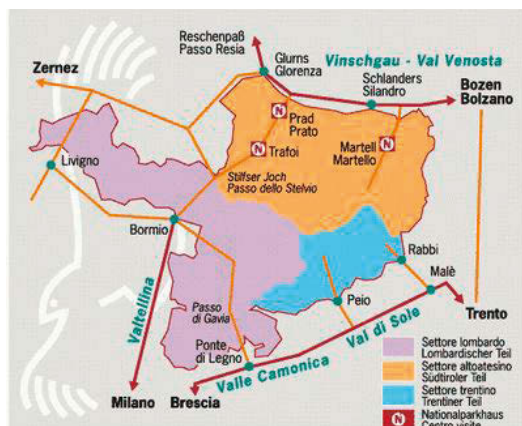 Reschenpaß
Passo Resia
Glurns
Glorenza
Vinschgau - Val Venosta
Zernez
Schlanders
Silandro
Bozen
Bolzano
N
Prad
Prato
N
Trafoi
Martell
Martello
N
Livigno
Stilfser Joch
Passo dello Stelvio
Bormio
Rabbi
Malè
Valtellina
Passo
di Gavia
Peio
Val di Sole
Trento
Ponte
di Legno
Valle Camonica
Milano
Brescia
Settore lombardo
Lombardischer Teil
Settore altoatesino
Südtiroler Teil
Settore trentino
Trentiner Teil
N
Nationalparkhaus
Centro visite